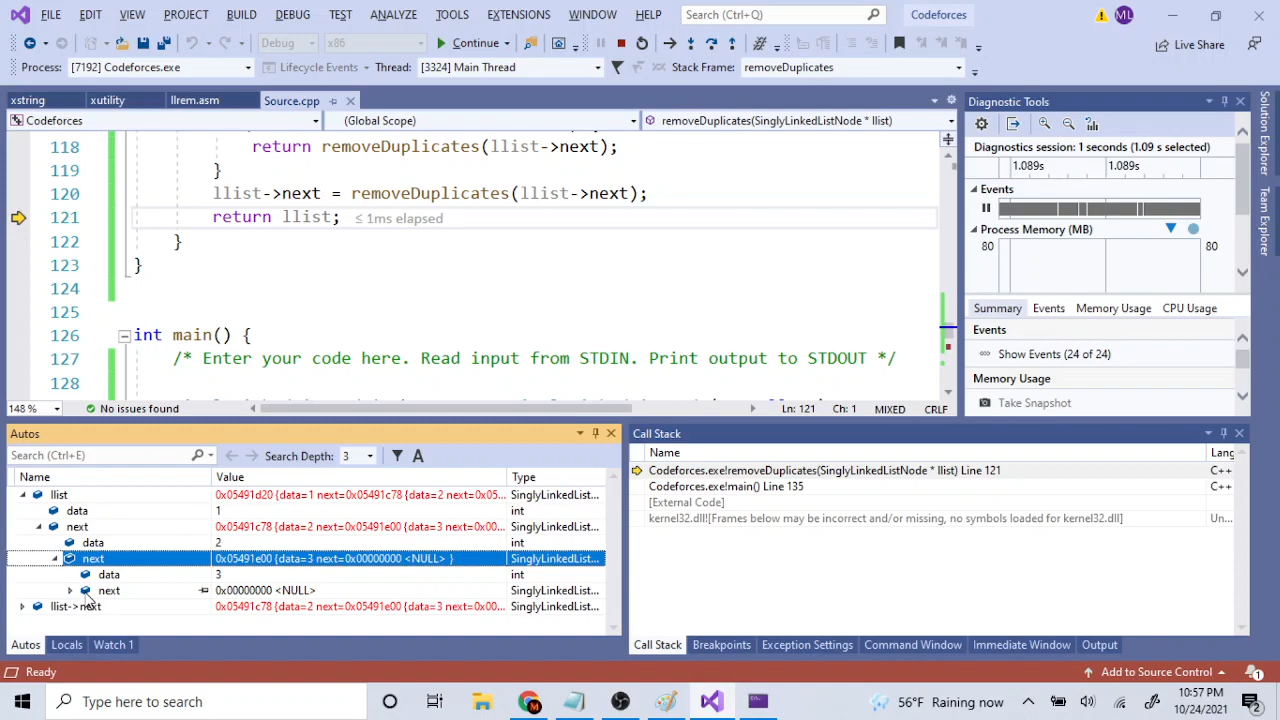 FILE EDIT VIEW PROJECT BUILD DEBUG TEST ANALYZE TOOLS EXTENSIONS WINDOW HELP Search (Ctrl+Q) Codeforces ML
Debug x86 Continue Live Share
Process: [7192] Codeforces.exe Lifecycle Events Thread: [3324] Main Thread Stack Frame: removeDuplicates
xstring xutility llrem.asm Source.cpp
Codeforces (Global Scope) removeDuplicates(SinglyLinkedListNode * llist)
118 return removeDuplicates(llist->next);
119 }
120 llist->next = removeDuplicates(llist->next);
121 return llist; ≤ 1ms elapsed
122 }
123 }
124
125
126 int main() {
127 /* Enter your code here. Read input from STDIN. Print output to STDOUT */
128
148 % No issues found Ln: 121 Ch: 1 MIXED CRLF
Diagnostic Tools
Diagnostics session: 1 seconds (1.09 s selected)
1.089s 1.089s
Events
Process Memory (MB)
80 80
Summary Events Memory Usage CPU Usage
Events
Show Events (24 of 24)
Memory Usage
Take Snapshot
Solution Explorer
Team Explorer
Autos
Search (Ctrl+E) Search Depth: 3 A
Name Value Type
llist 0x05491d20 {data=1 next=0x05491c78 {data=2 next=0x05... SinglyLinkedList...
data 1 int
next 0x05491c78 {data=2 next=0x05491e00 {data=3 next=0x00... SinglyLinkedList...
data 2 int
next 0x05491e00 {data=3 next=0x00000000 <NULL> } SinglyLinkedList...
data 3 int
next 0x00000000 <NULL> SinglyLinkedList...
llist->next 0x05491c78 {data=2 next=0x05491e00 {data=3 next=0x00... SinglyLinkedList...
Autos Locals Watch 1
Call Stack
Name Lang
Codeforces.exe!removeDuplicates(SinglyLinkedListNode * llist) Line 121 C++
Codeforces.exe!main() Line 135 C++
[External Code]
kernel32.dll![Frames below may be incorrect and/or missing, no symbols loaded for kernel32.dll] Un...
Call Stack Breakpoints Exception Settings Command Window Immediate Window Output
Ready Add to Source Control 1
Type here to search 56°F Raining now 10:57 PM
10/24/2021 2